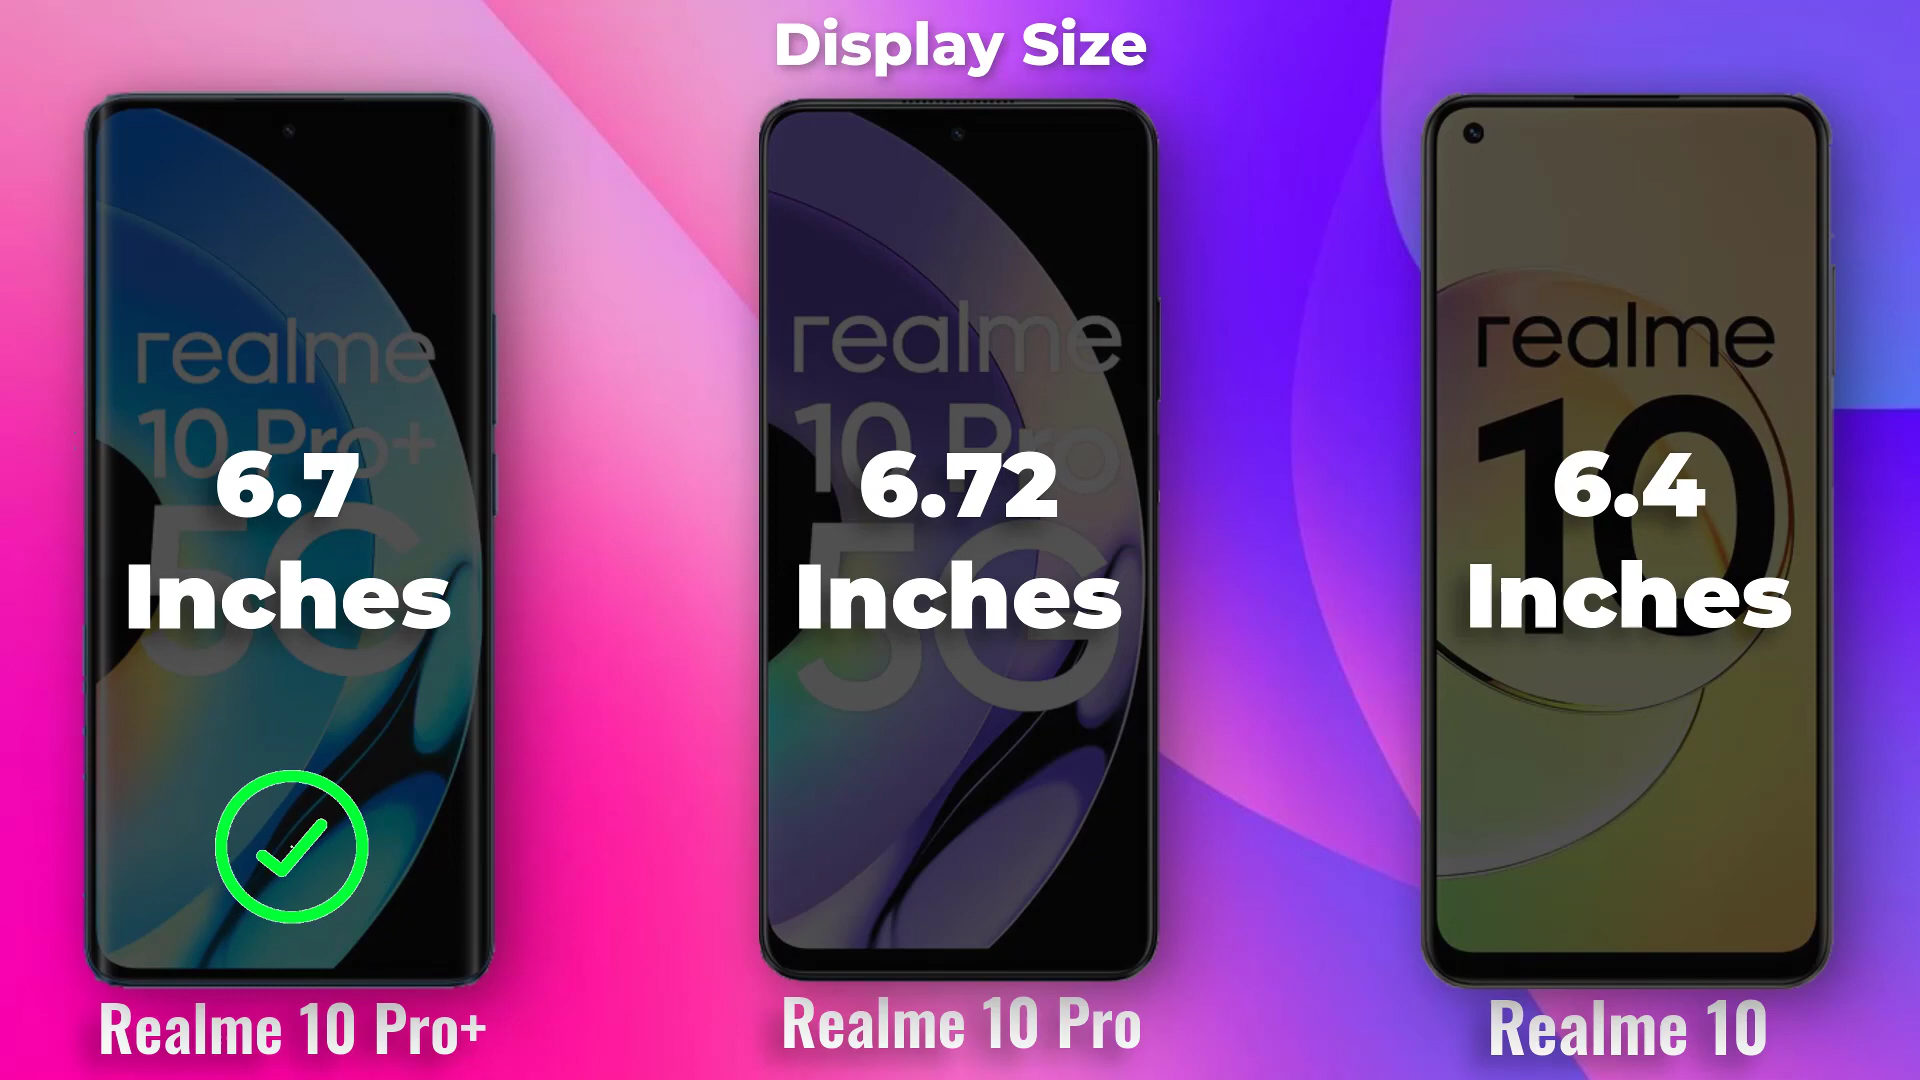 Display Size
realme
10 Pro+
5G
6.7
Inches
Realme 10 Pro+
realme
10 Pro
5G
6.72
Inches
Realme 10 Pro
realme
10
6.4
Inches
Realme 10